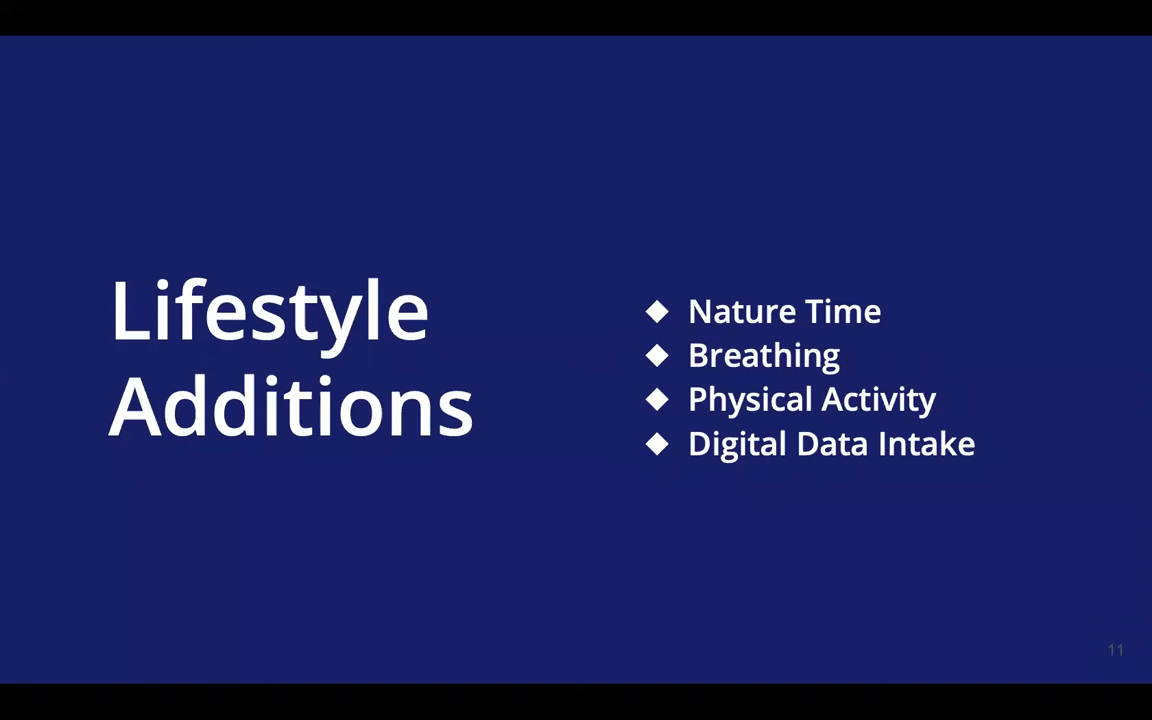 Lifestyle
Additions
◆ Nature Time
◆ Breathing
◆ Physical Activity
◆ Digital Data Intake
11